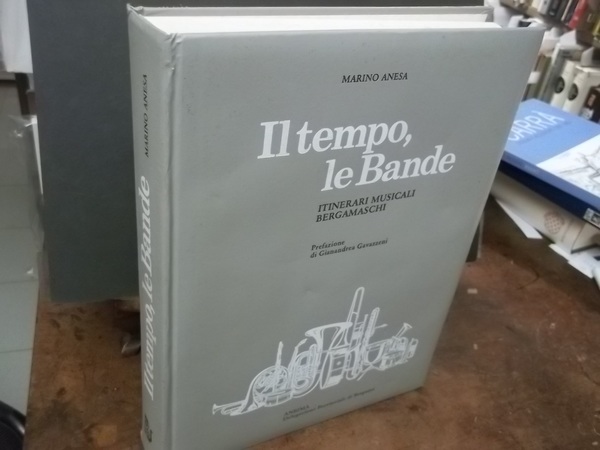 MARINO ANESA
Il tempo,
le Bande
ITINERARI MUSICALI
BERGAMASCHI
Prefazione
di Gianandrea Gavazzeni
MARINO ANESA
Il tempo, le Bande
BARRA